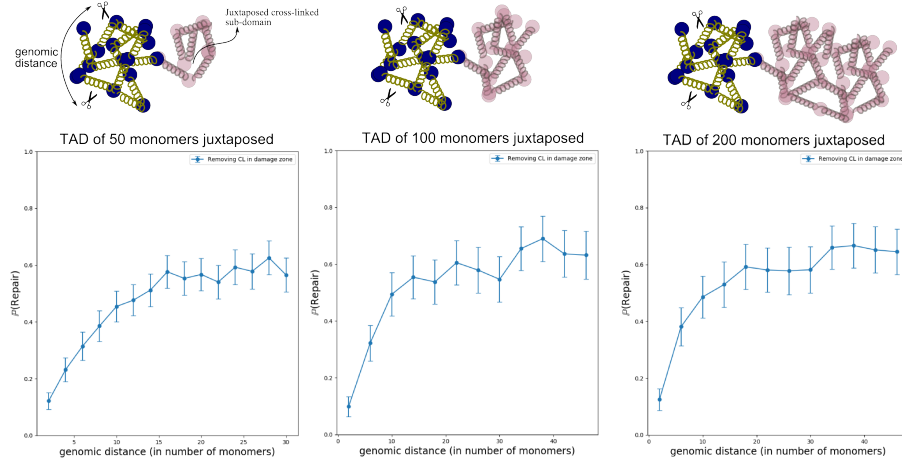 genomic
distance
Juxtaposed cross-linked
sub-domain
TAD of 50 monomers juxtaposed
Removing CL in damage zone
1.0
0.8
0.6
0.4
0.2
0.0
ℙ(Repair)
5
10
15
20
25
30
genomic distance (in number of monomers)
TAD of 100 monomers juxtaposed
Removing CL in damage zone
1.0
0.8
0.6
0.4
0.2
0.0
ℙ(Repair)
0
10
20
30
40
genomic distance (in number of monomers)
TAD of 200 monomers juxtaposed
Removing CL in damage zone
1.0
0.8
0.6
0.4
0.2
0.0
ℙ(Repair)
0
10
20
30
40
genomic distance (in number of monomers)